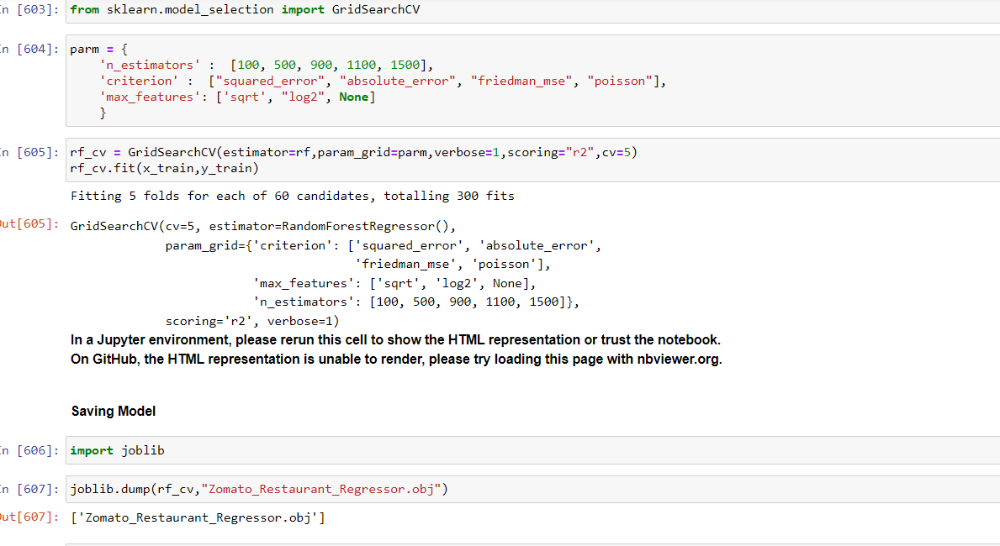 In [603]: from sklearn.model_selection import GridSearchCV
In [604]: parm = {
'n_estimators' :  [100, 500, 900, 1100, 1500],
'criterion' :  ["squared_error", "absolute_error", "friedman_mse", "poisson"],
'max_features': ['sqrt', "log2", None]
}
In [605]: rf_cv = GridSearchCV(estimator=rf,param_grid=parm,verbose=1,scoring="r2",cv=5)
rf_cv.fit(x_train,y_train)
Fitting 5 folds for each of 60 candidates, totalling 300 fits
Out[605]: GridSearchCV(cv=5, estimator=RandomForestRegressor(),
param_grid={'criterion': ['squared_error', 'absolute_error',
'friedman_mse', 'poisson'],
'max_features': ['sqrt', 'log2', None],
'n_estimators': [100, 500, 900, 1100, 1500]},
scoring='r2', verbose=1)
In a Jupyter environment, please rerun this cell to show the HTML representation or trust the notebook.
On GitHub, the HTML representation is unable to render, please try loading this page with nbviewer.org.
Saving Model
In [606]: import joblib
In [607]: joblib.dump(rf_cv,"Zomato_Restaurant_Regressor.obj")
Out[607]: ['Zomato_Restaurant_Regressor.obj']